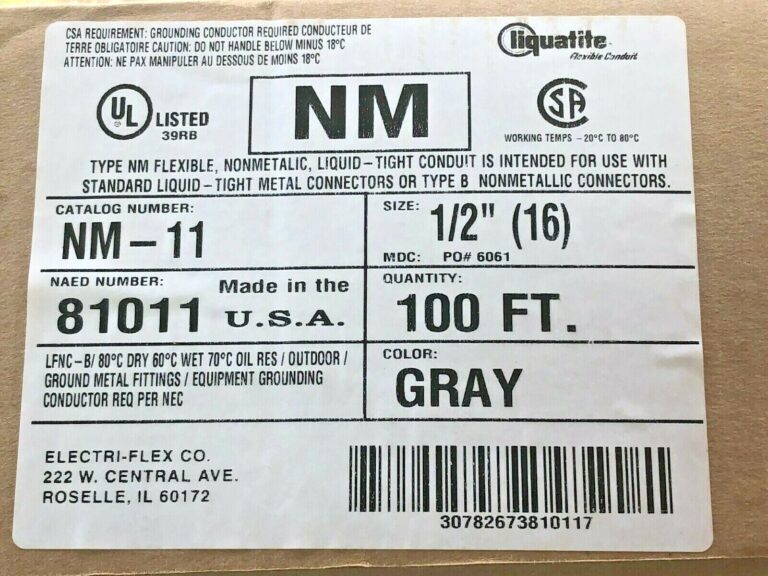 CSA REQUIREMENT: GROUNDING CONDUCTOR REQUIRED CONDUCTEUR DE
TERRE OBLIGATOIRE CAUTION: DO NOT HANDLE BELOW MINUS 18°C
ATTENTION: NE PAX MANIPULER AU DESSOUS DE MOINS 18°C
liquatite
Flexible Conduit
UL LISTED
39RB
NM
CSA
WORKING TEMPS -20°C TO 80°C
TYPE NM FLEXIBLE, NONMETALIC, LIQUID-TIGHT CONDUIT IS INTENDED FOR USE WITH
STANDARD LIQUID-TIGHT METAL CONNECTORS OR TYPE B NONMETALLIC CONNECTORS.
CATALOG NUMBER:
NM-11
SIZE: 1/2" (16)
MDC: PO# 6061
NAED NUMBER:
81011
Made in the
U.S.A.
QUANTITY:
100 FT.
LFNC-B/ 80°C DRY 60°C WET 70°C OIL RES / OUTDOOR /
GROUND METAL FITTINGS / EQUIPMENT GROUNDING
CONDUCTOR REQ PER NEC
COLOR:
GRAY
ELECTRI-FLEX CO.
222 W. CENTRAL AVE.
ROSELLE, IL 60172
30782673810117